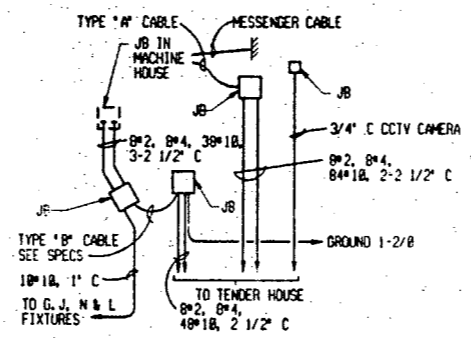 TYPE "A" CABLE
MESSENGER CABLE
JB IN
MACHINE
HOUSE
JB
JB
3/4" C CCTV CAMERA
8#2, 8#4, 38#10,
3-2 1/2" C
8#2, 8#4,
84#10, 2-2 1/2" C
JB
JB
TYPE "B" CABLE
SEE SPECS
GROUND 1-2/0
10#10, 1" C
TO TENDER HOUSE
TO G, J, N & L
FIXTURES
8#2, 8#4,
48#10, 2 1/2" C